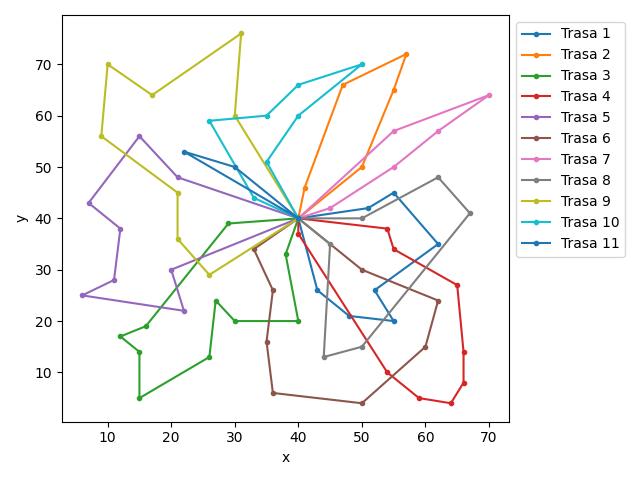 70
60
50
40
30
20
10
y
10 20 30 40 50 60 70
x
Trasa 1
Trasa 2
Trasa 3
Trasa 4
Trasa 5
Trasa 6
Trasa 7
Trasa 8
Trasa 9
Trasa 10
Trasa 11